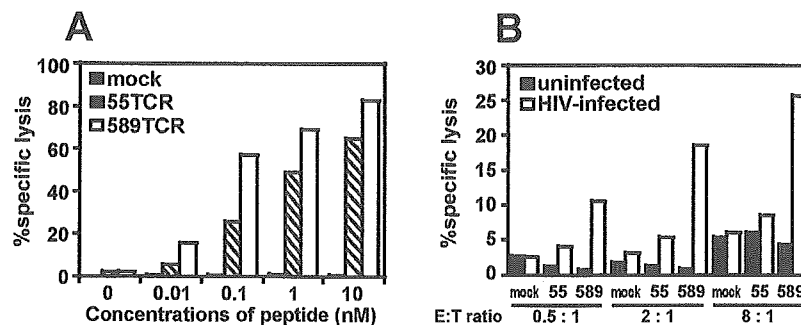 A
%specific lysis
100
80
60
40
20
0
mock
55TCR
589TCR
0 0.01 0.1 1 10
Concentrations of peptide (nM)
B
%specific lysis
30
25
20
15
10
5
0
uninfected
HIV-infected
mock 55 589 mock 55 589 mock 55 589
E:T ratio 0.5 : 1 2 : 1 8 : 1